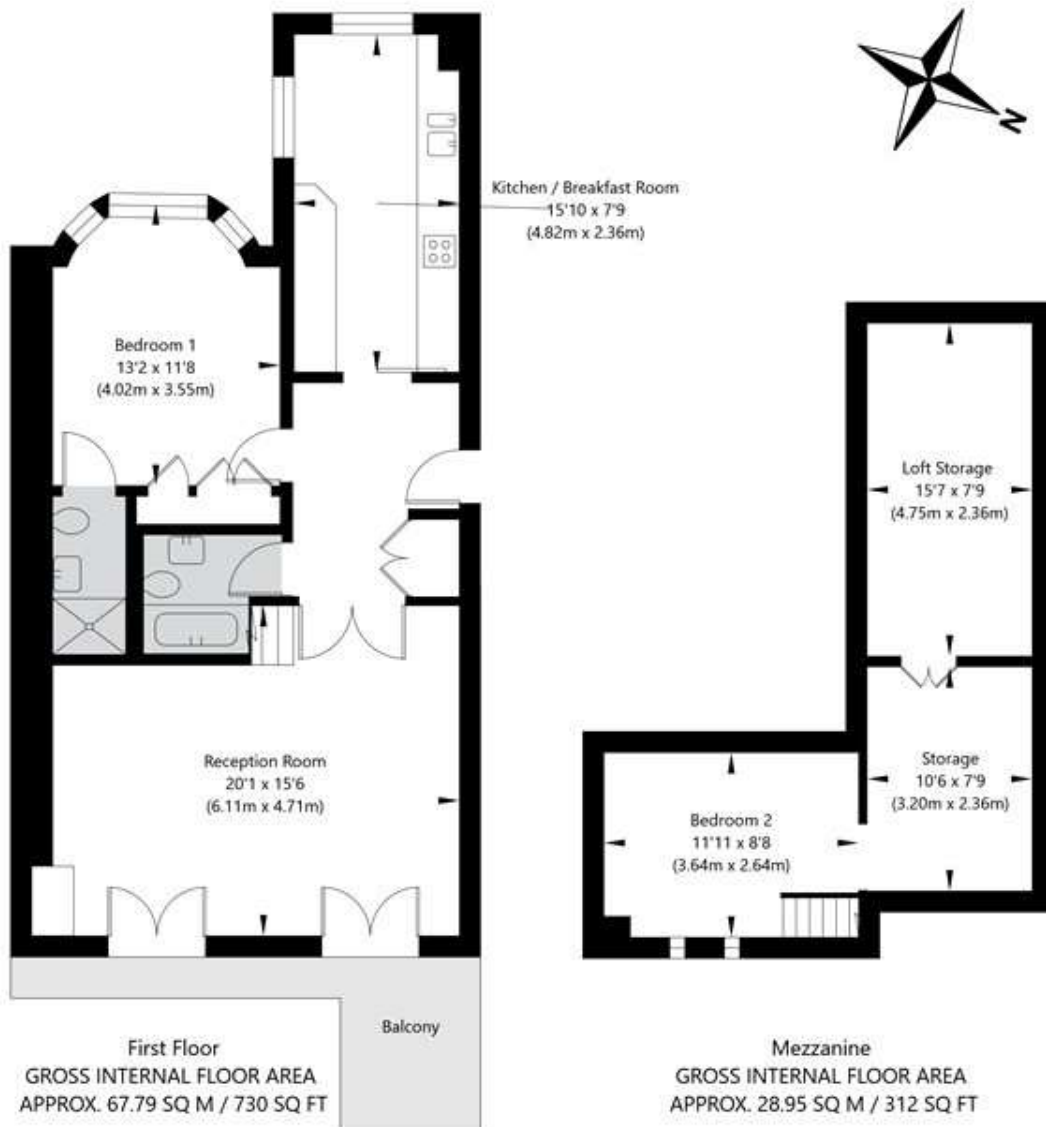 N
Kitchen / Breakfast Room
15'10 x 7'9
(4.82m x 2.36m)
Bedroom 1
13'2 x 11'8
(4.02m x 3.55m)
Loft Storage
15'7 x 7'9
(4.75m x 2.36m)
Reception Room
20'1 x 15'6
(6.11m x 4.71m)
Storage
10'6 x 7'9
(3.20m x 2.36m)
Bedroom 2
11'11 x 8'8
(3.64m x 2.64m)
Balcony
First Floor
GROSS INTERNAL FLOOR AREA
APPROX. 67.79 SQ M / 730 SQ FT
Mezzanine
GROSS INTERNAL FLOOR AREA
APPROX. 28.95 SQ M / 312 SQ FT